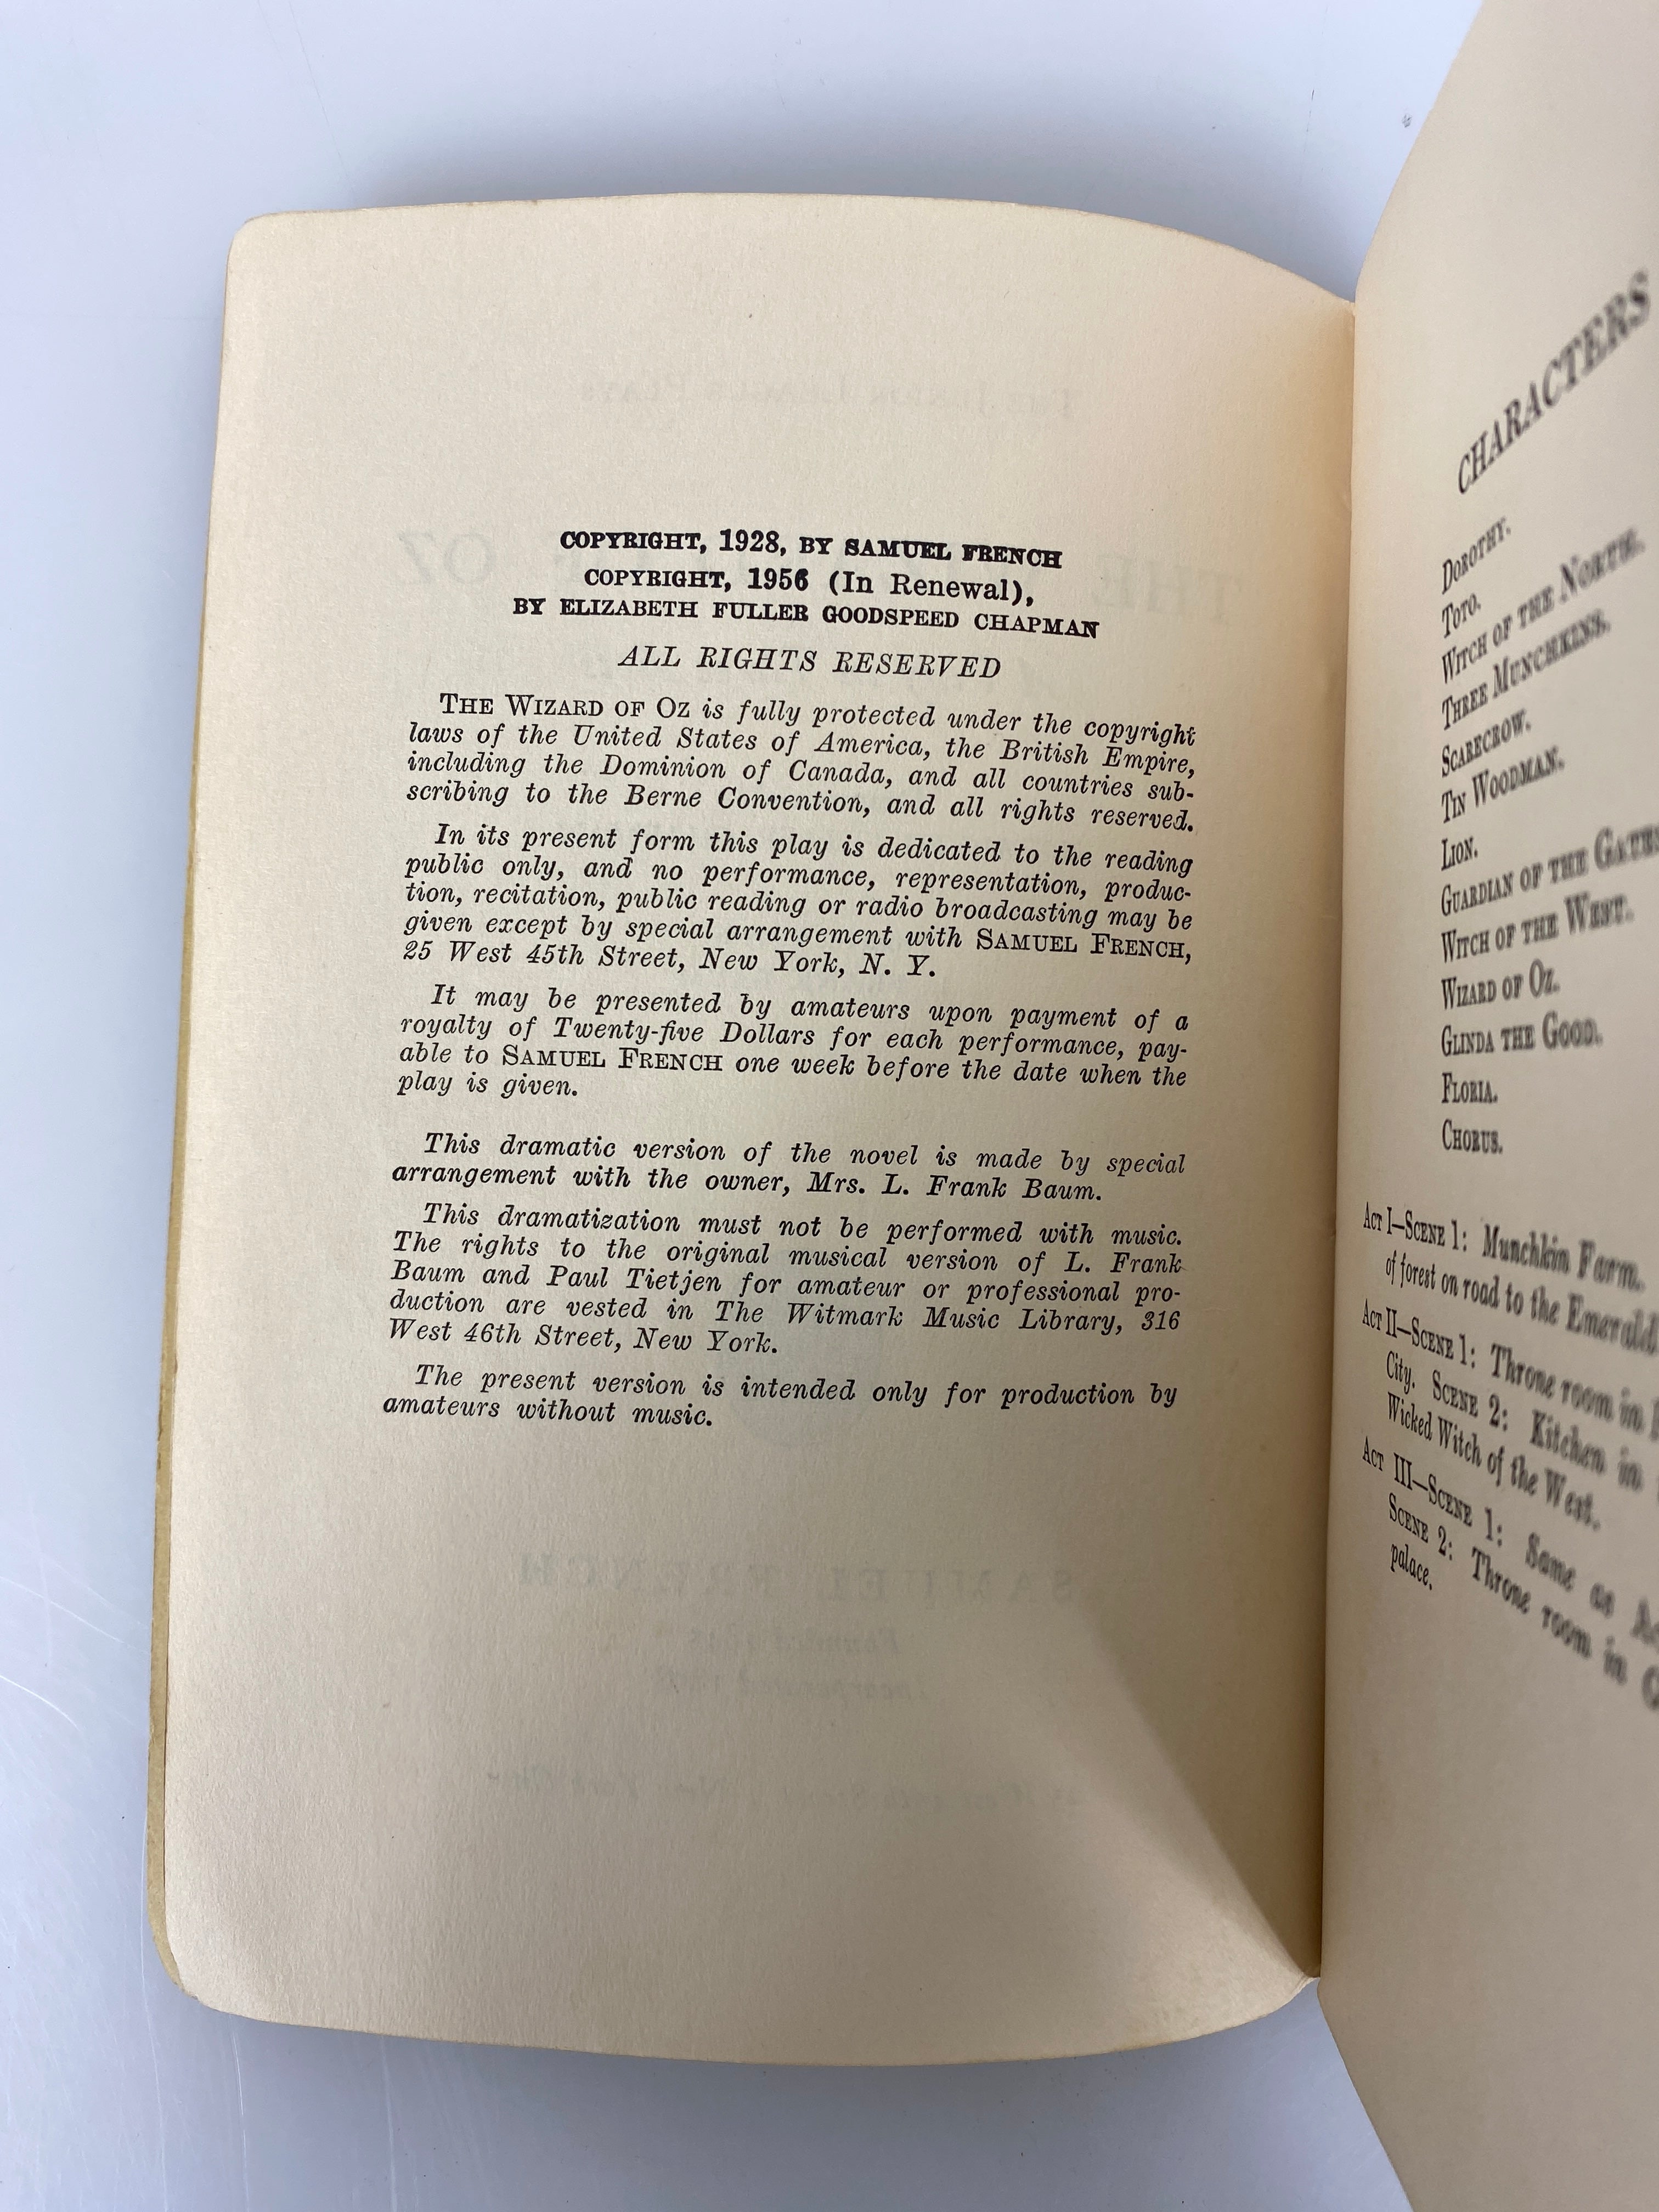 COPYRIGHT, 1928, BY SAMUEL FRENCH
COPYRIGHT, 1956 (In Renewal),
BY ELIZABETH FULLER GOODSPEED CHAPMAN
ALL RIGHTS RESERVED
THE WIZARD OF OZ is fully protected under the copyright
laws of the United States of America, the British Empire,
including the Dominion of Canada, and all countries sub-
scribing to the Berne Convention, and all rights reserved.
In its present form this play is dedicated to the reading
public only, and no performance, representation, produc-
tion, recitation, public reading or radio broadcasting may be
given except by special arrangement with SAMUEL FRENCH,
25 West 45th Street, New York, N. Y.
It may be presented by amateurs upon payment of a
royalty of Twenty-five Dollars for each performance, pay-
able to SAMUEL FRENCH one week before the date when the
play is given.
This dramatic version of the novel is made by special
arrangement with the owner, Mrs. L. Frank Baum.
This dramatization must not be performed with music.
The rights to the original musical version of L. Frank
Baum and Paul Tietjen for amateur or professional pro-
duction are vested in The Witmark Music Library, 316
West 46th Street, New York.
The present version is intended only for production by
amateurs without music.
CHARACTERS
DOROTHY.
TOTO.
WITCH OF THE NORTH.
THREE MUNCHKINS.
SCARECROW.
TIN WOODMAN.
LION.
GUARDIAN OF THE GATES
WITCH OF THE WEST.
WIZARD OF OZ.
GLINDA THE GOOD.
FLORIA.
CHORUS.
ACT I—SCENE 1: Munchkin Farm.
of forest on road to the Emerald
ACT II—SCENE 1: Throne room in
City. SCENE 2: Kitchen in
Wicked Witch of the West.
ACT III—SCENE 1: Same as
SCENE 2: Throne room in
palace.